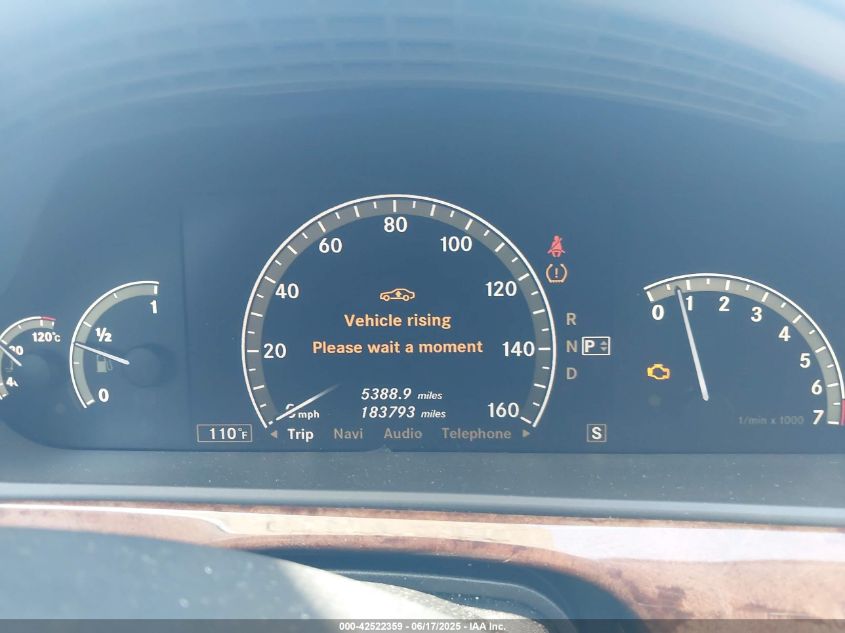 80
60
100
40
120
20
140
160
Vehicle rising
Please wait a moment
5388.9 miles
183793 miles
mph
110°F
Trip Navi Audio Telephone
120°C
1
1/2
0
R
N P
D
S
0 1 2 3 4 5 6 7
1/min x 1000
000-42522359 - 06/17/2025 - IAA Inc.